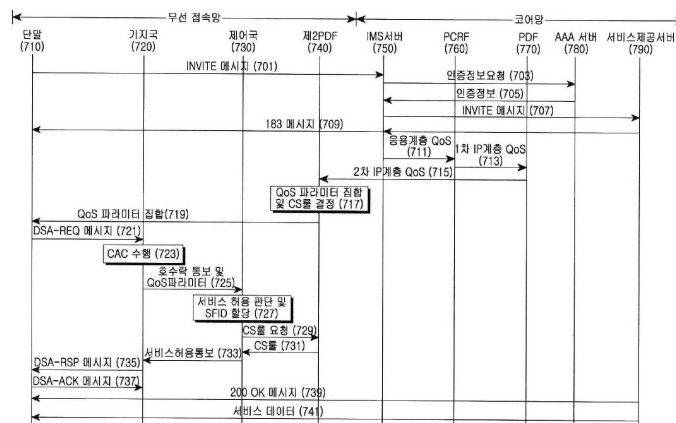 무선 접속망
코어망
단말
(710)
기지국
(720)
제어국
(730)
제2PDF
(740)
IMS서버
(750)
PCRF
(760)
PDF
(770)
AAA 서버
(780)
서비스제공서버
(790)
INVITE 메시지 (701)
인증정보요청 (703)
인증정보 (705)
INVITE 메시지 (707)
183 메시지 (709)
응용계층 QoS
(711)
1차 IP계층 QoS
(713)
2차 IP계층 QoS (715)
QoS 파라미터 집합
및 CS룰 결정 (717)
QoS 파라미터 집합(719)
DSA-REQ 메시지 (721)
CAC 수행 (723)
호수락 통보 및
QoS파라미터 (725)
서비스 허용 판단 및
SFID 할당 (727)
CS룰 요청 (729)
CS룰 (731)
서비스허용통보 (733)
DSA-RSP 메시지 (735)
DSA-ACK 메시지 (737)
200 OK 메시지 (739)
서비스 데이터 (741)